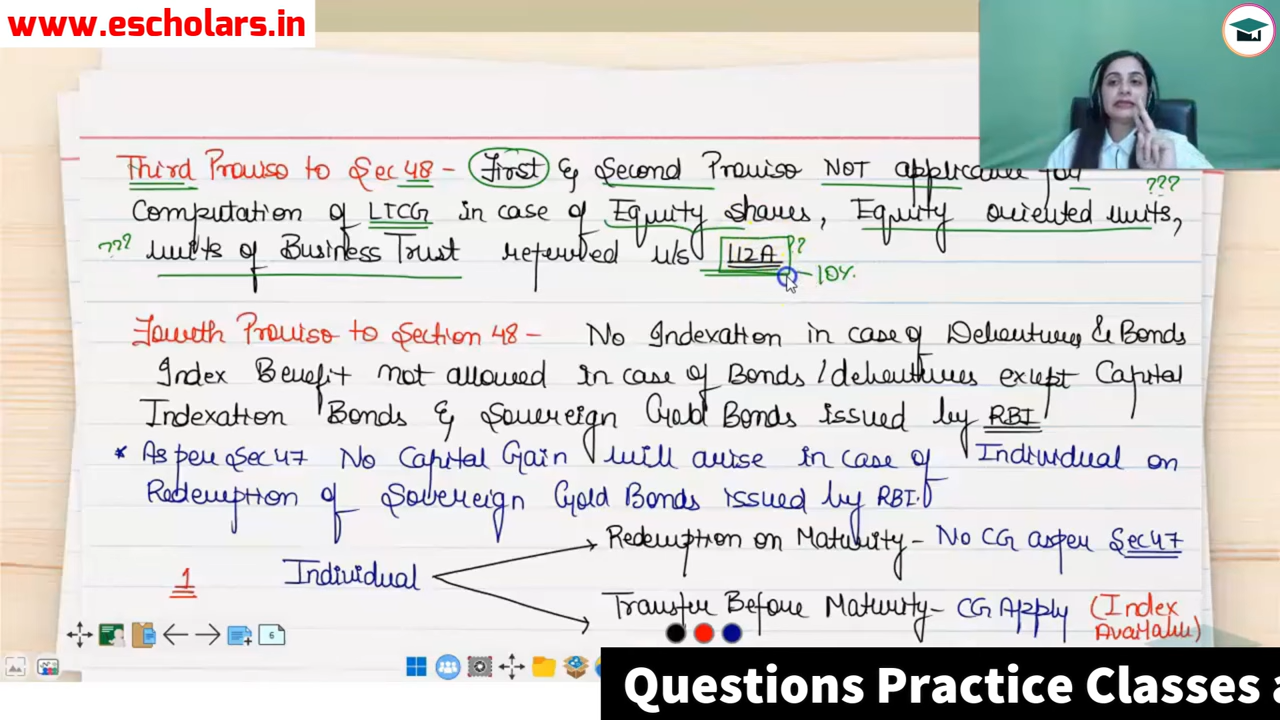 www.escholars.in
Third Proviso to Sec 48 - First & Second Proviso NOT applicable for
???
Computation of LTCG in case of Equity shares, Equity oriented units,
??? units of Business Trust referred u/s 112A ??
10%.
Fourth Proviso to Section 48 - No Indexation in case of Debentures & Bonds
Index Benefit not allowed in case of Bonds/debentures except Capital
Indexation Bonds & Sovereign Gold Bonds issued by RBI
* As per Sec 47 No Capital Gain will arise in case of Individual on
Redemption of Sovereign Gold Bonds issued by RBI.
Redemption on Maturity - No CG as per Sec 47
1 Individual
Transfer Before Maturity - CG Apply (Index
Available)
6
Questions Practice Classes a